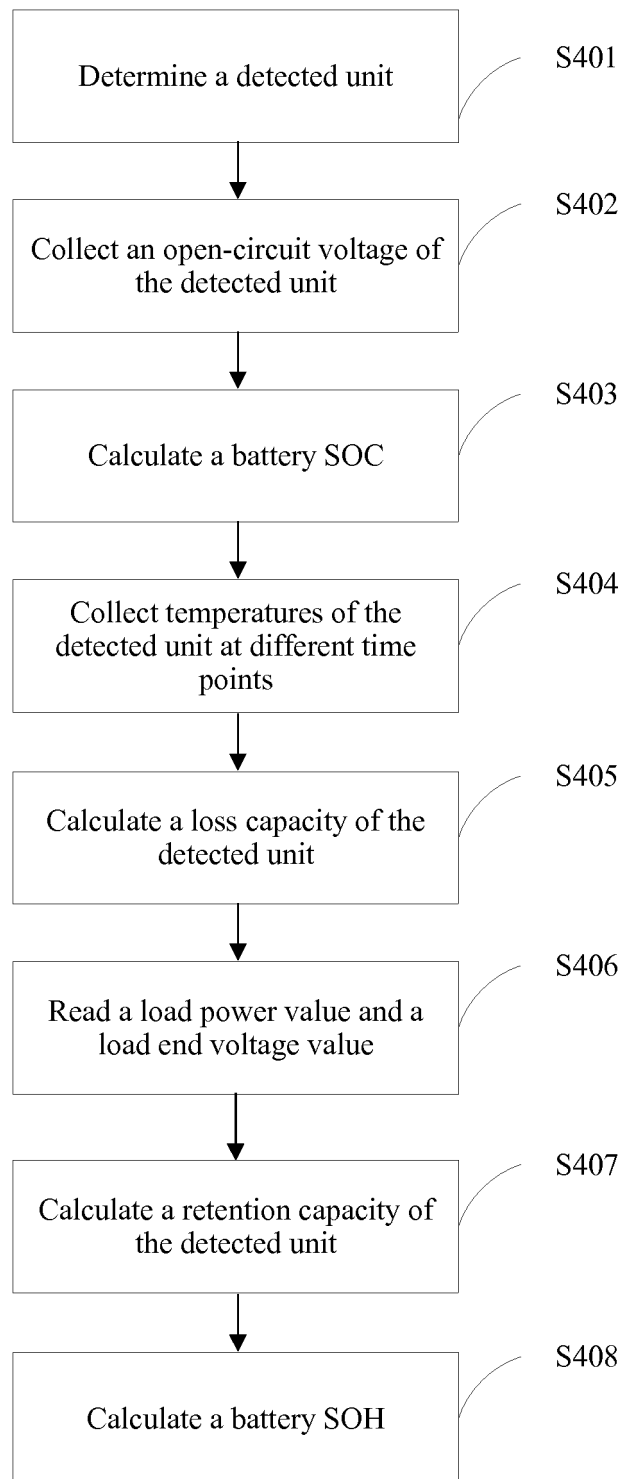 Determine a detected unit
S401
Collect an open-circuit voltage of
the detected unit
S402
Calculate a battery SOC
S403
Collect temperatures of the
detected unit at different time
points
S404
Calculate a loss capacity of the
detected unit
S405
Read a load power value and a
load end voltage value
S406
Calculate a retention capacity of
the detected unit
S407
Calculate a battery SOH
S408